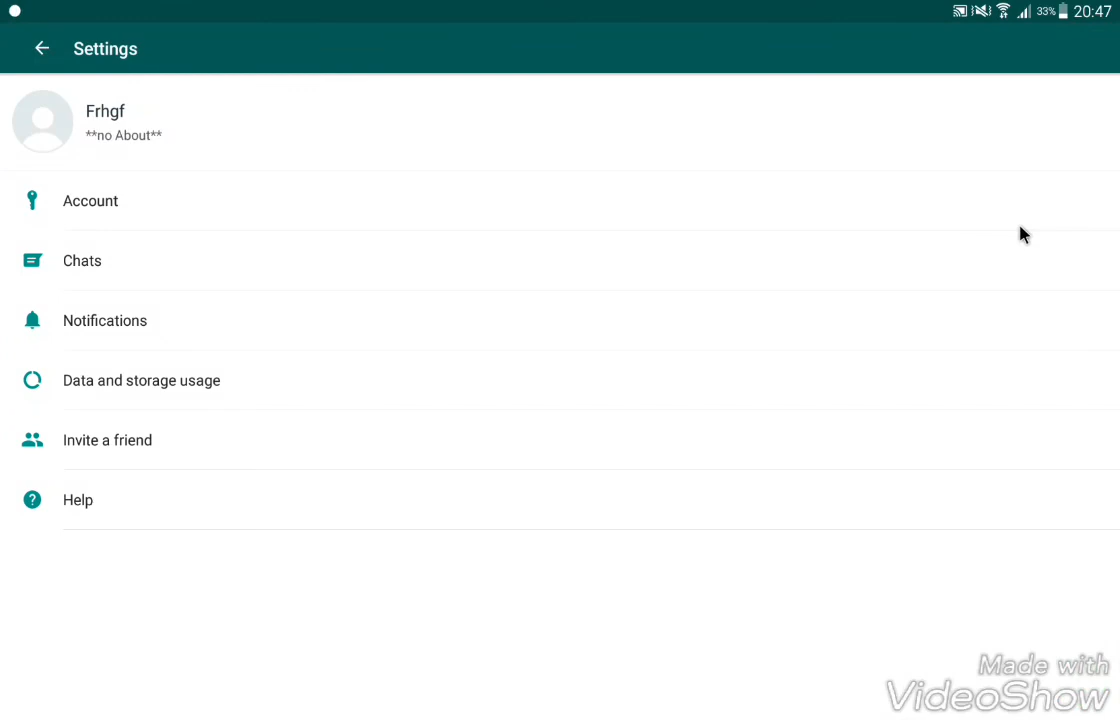 33% 20:47
Settings
Frhgf
**no About**
Account
Chats
Notifications
Data and storage usage
Invite a friend
Help
Made with
VideoShow